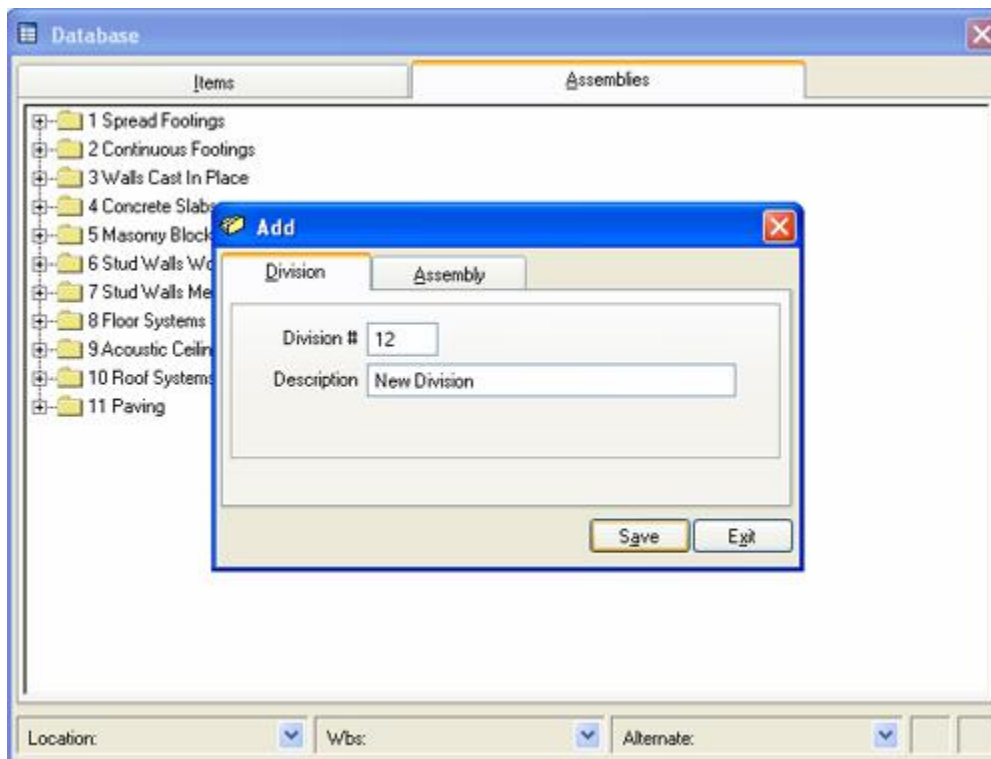 Database
Items
Assemblies
1 Spread Footings
2 Continuous Footings
3 Walls Cast In Place
4 Concrete Slabs
5 Masonry Block
6 Stud Walls Wo
7 Stud Walls Me
8 Floor Systems
9 Acoustic Ceilin
10 Roof Systems
11 Paving
Add
Division
Assembly
Division # 12
Description New Division
Save
Exit
Location:
Wbs:
Alternate: